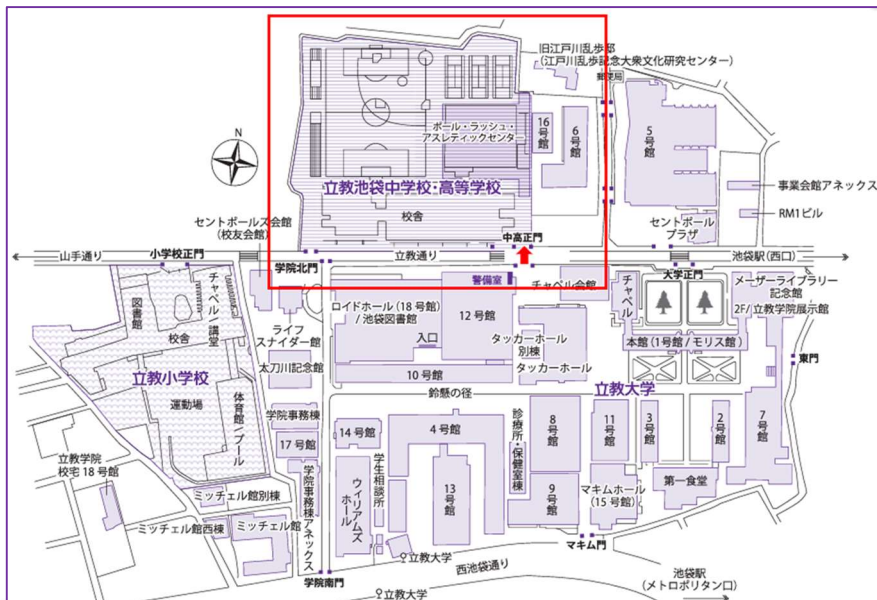 旧江戸川乱歩邸
(江戸川乱歩記念大衆文化研究センター)
郵便局
N
ポール・ラッシュ・
アスレティックセンター
16号館
6号館
5号館
立教池袋中学校・高等学校
校舎
事業会館アネックス
RM1ビル
セントポールズ会館
(校友会館)
セントポール
プラザ
中高正門
山手通り
小学校正門
学院北門
立教通り
池袋駅(西口)
警備室
大学正門
チャペル会館
チャペル
メーザーライブラリー
記念館
2F/立教学院展示館
図書館
チャペル/講堂
校舎
ロイドホール(18号館)
/池袋図書館
12号館
入口
ライフ
スナイダー館
タッカーホール
別棟
タッカーホール
本館(1号館/モリス館)
東門
太刀川記念館
10号館
立教小学校
立教大学
運動場
体育館/プール
鈴懸の径
学院事務棟
17号館
14号館
4号館
診療所・保健室棟
8号館
11号館
3号館
2号館
7号館
立教学院
校宅18号館
学院事務棟アネックス
ウィリアムズ
ホール
学生相談所
13号館
9号館
マキムホール
(15号館)
第一食堂
ミッチェル館別棟
ミッチェル館西棟
ミッチェル館
マキム門
立教大学
西池袋通り
学院南門
池袋駅
(メトロポリタン口)
立教大学